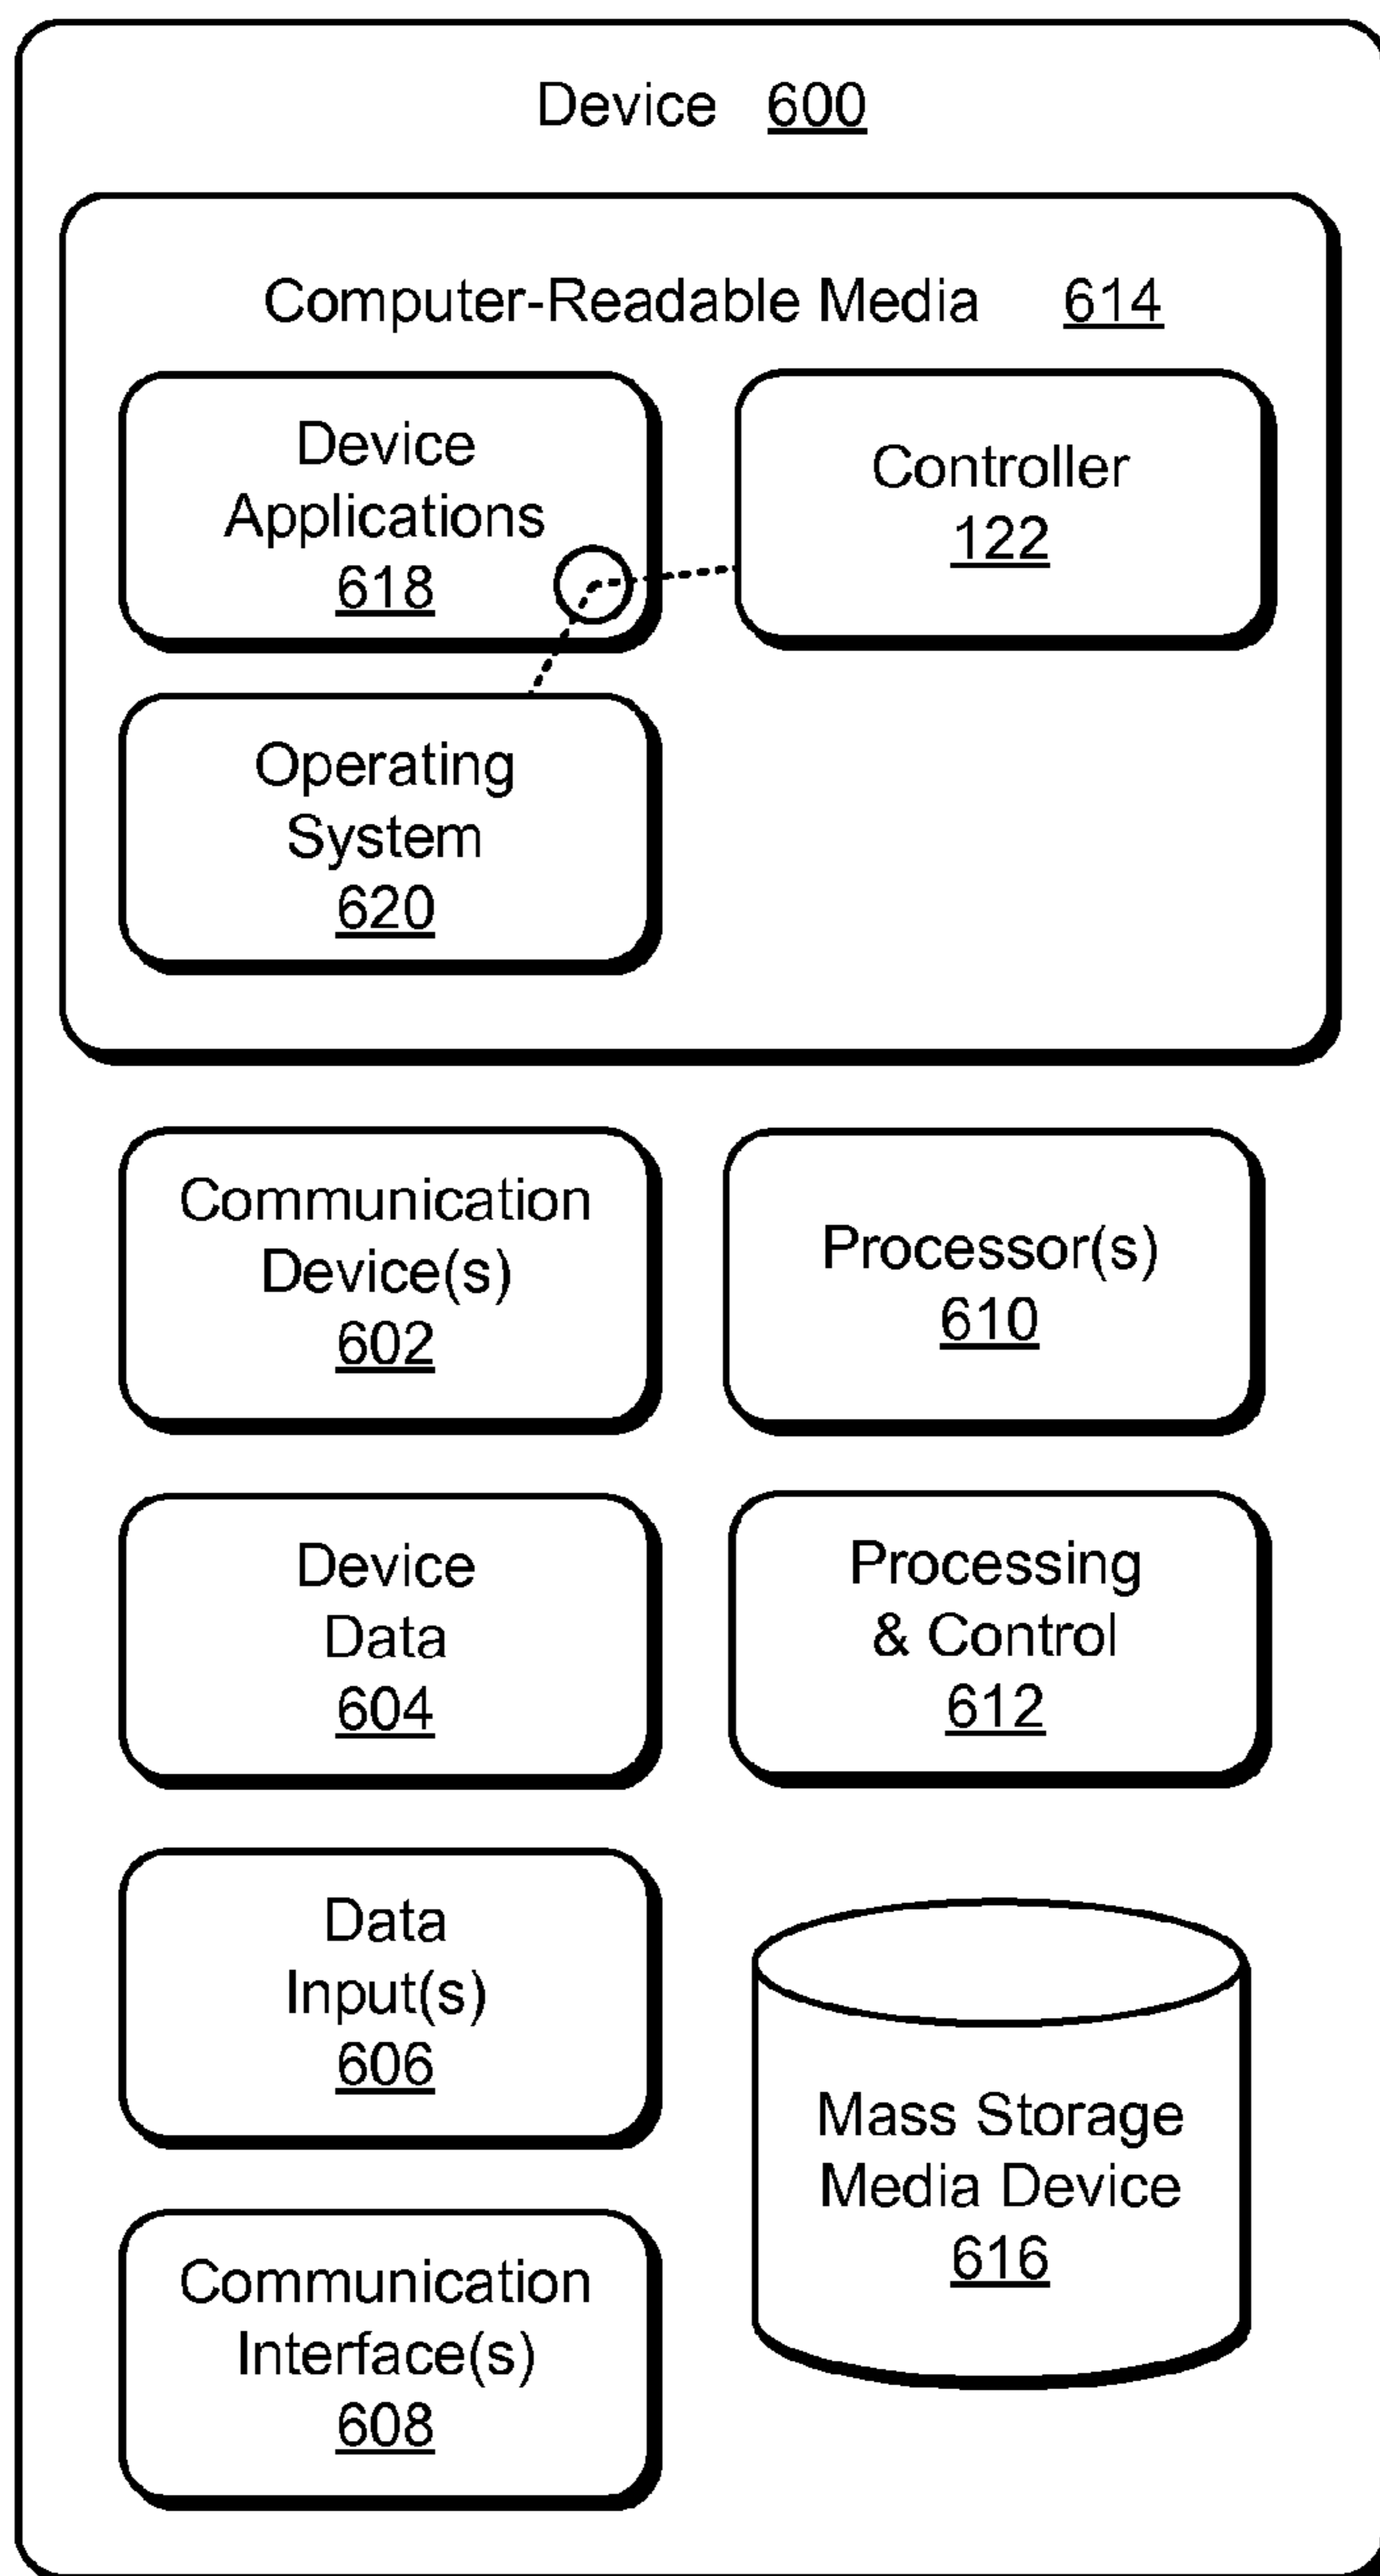 Device 600
Computer-Readable Media 614
Device
Applications
618
Controller
122
Operating
System
620
Communication
Device(s)
602
Processor(s)
610
Device
Data
604
Processing
& Control
612
Data
Input(s)
606
Mass Storage
Media Device
616
Communication
Interface(s)
608